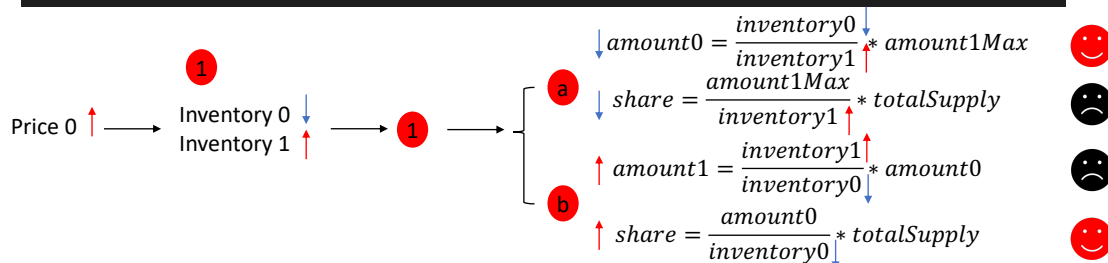 ↓ amount0 = inventory0 ↓ / inventory1 ↑ * amount1Max
1
a
↓ share = amount1Max / inventory1 ↑ * totalSupply
Price 0 ↑ → Inventory 0 ↓
Inventory 1 ↑
→ 1 →
↑ amount1 = inventory1 ↑ / inventory0 ↓ * amount0
b
↑ share = amount0 / inventory0 ↓ * totalSupply